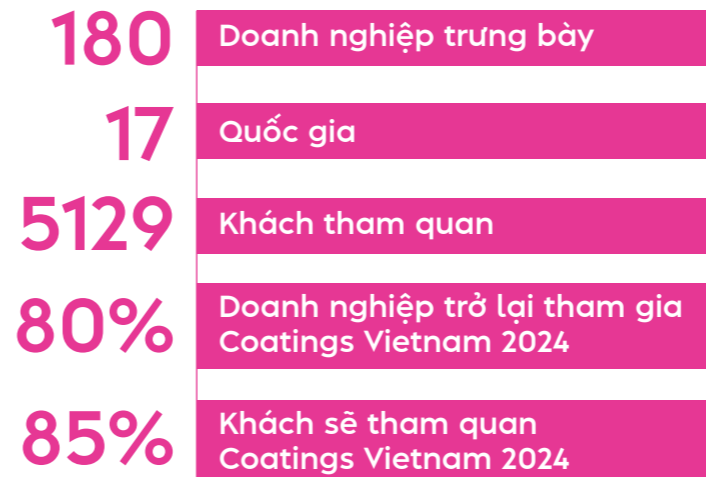 180
Doanh nghiệp trưng bày
17
Quốc gia
5129
Khách tham quan
80%
Doanh nghiệp trở lại tham gia
Coatings Vietnam 2024
85%
Khách sẽ tham quan
Coatings Vietnam 2024